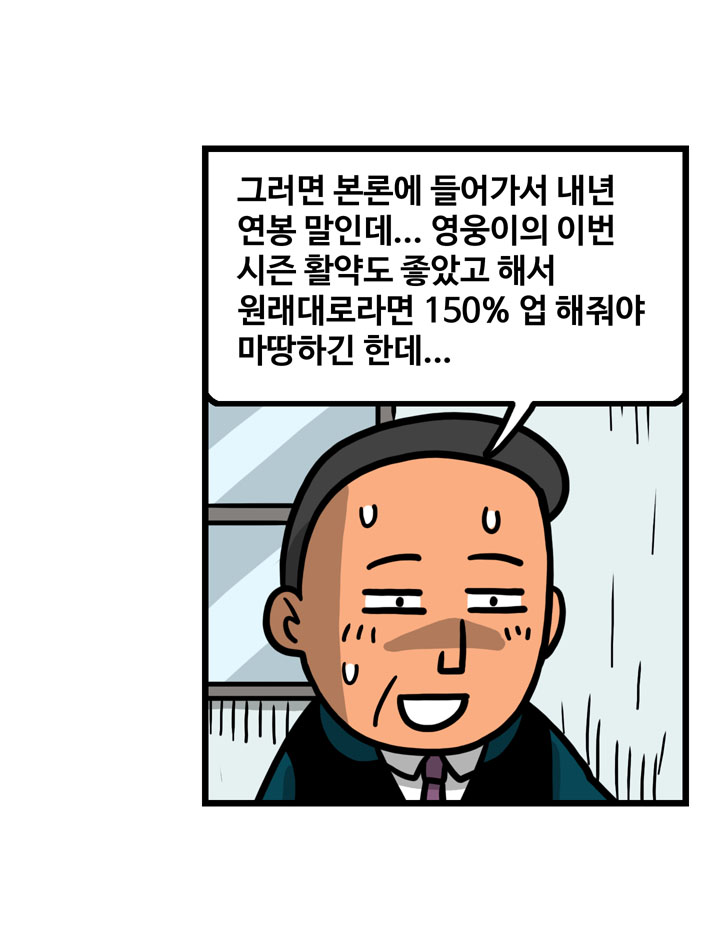 그러면 본론에 들어가서 내년
연봉 말인데... 영웅이의 이번
시즌 활약도 좋았고 해서
원래대로라면 150% 업 해줘야
마땅하긴 한데...